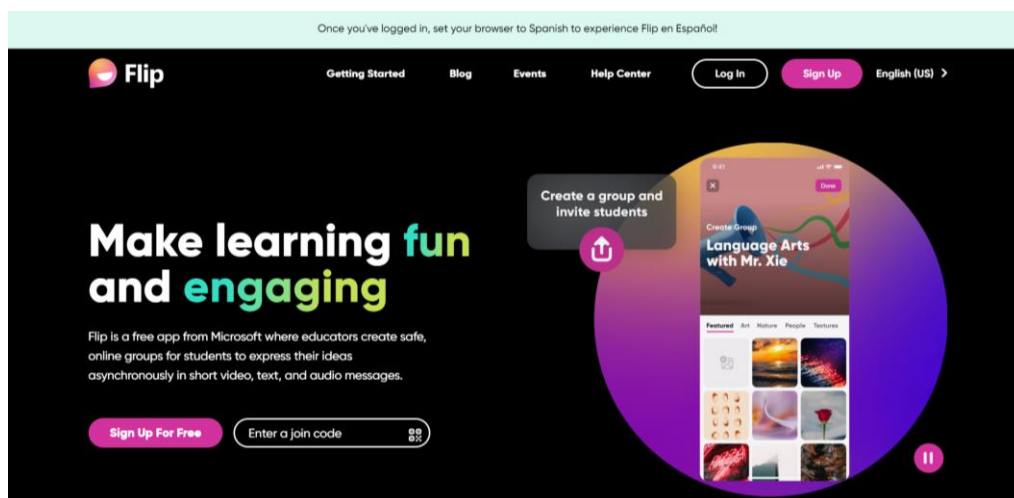 Once you've logged in, set your browser to Spanish to experience Flip en Español!
Flip
Getting Started
Blog
Events
Help Center
Log In
Sign Up
English (US)
Make learning fun
and engaging
Flip is a free app from Microsoft where educators create safe,
online groups for students to express their ideas
asynchronously in short video, text, and audio messages.
Sign Up For Free
Enter a join code
Create a group and
invite students
9:41
Done
Create Group
Language Arts
with Mr. Xie
Featured
Art
Nature
People
Textures